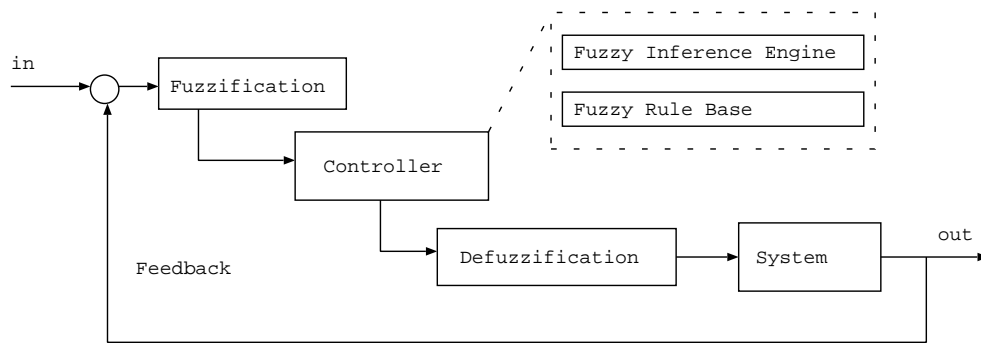 in
Fuzzification
Controller
Fuzzy Inference Engine
Fuzzy Rule Base
Defuzzification
System
out
Feedback